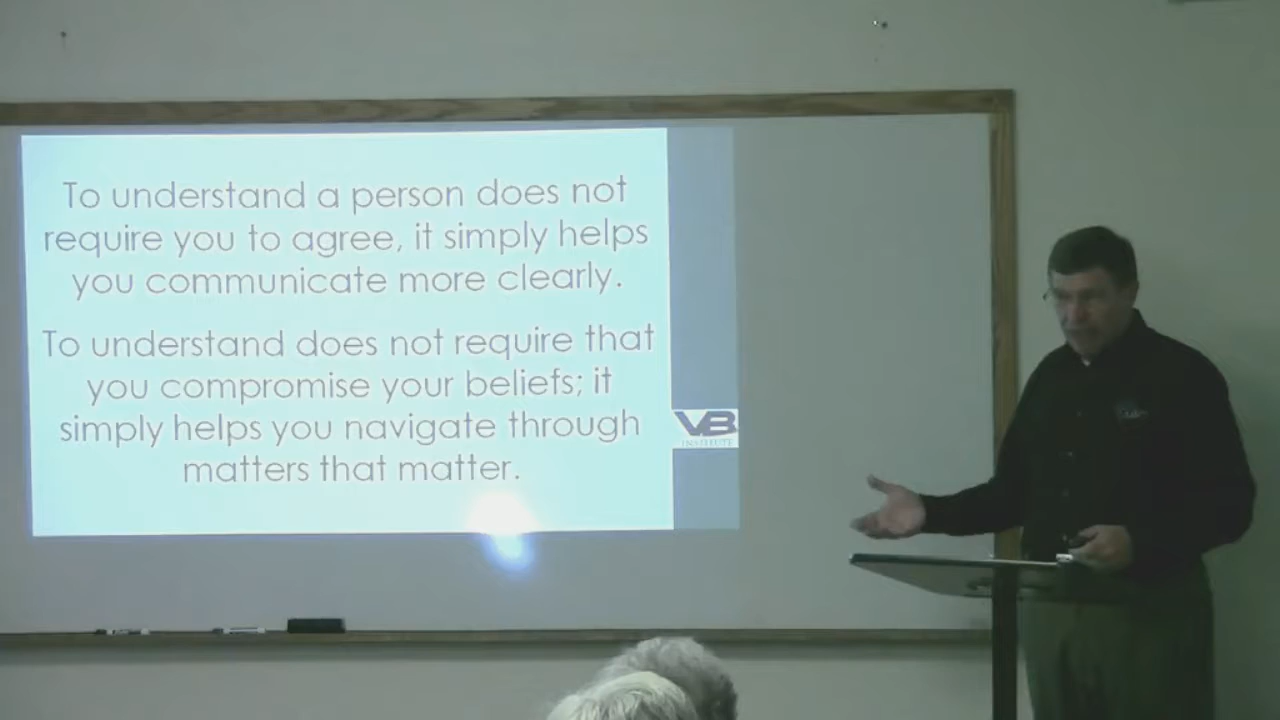 To understand a person does not
require you to agree, it simply helps
you communicate more clearly.
To understand does not require that
you compromise your beliefs; it
simply helps you navigate through
matters that matter.
VB
INSTITUTE